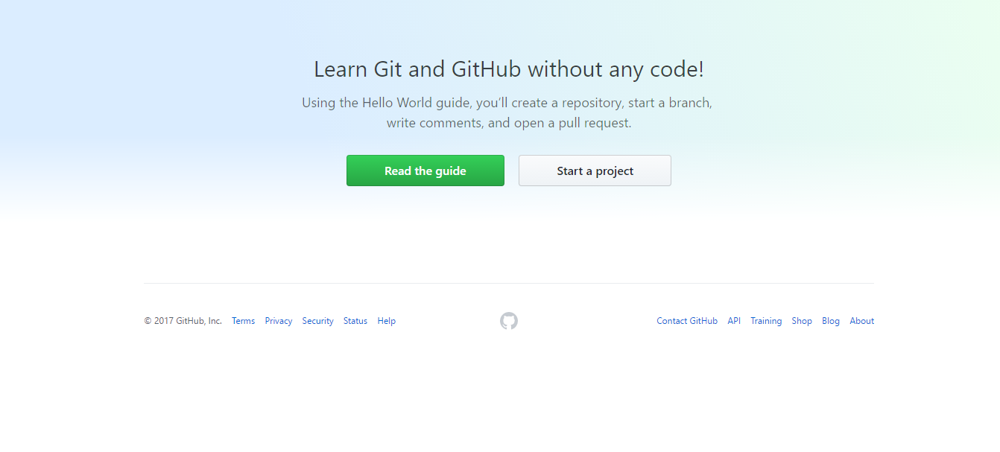 Learn Git and GitHub without any code!
Using the Hello World guide, you’ll create a repository, start a branch,
write comments, and open a pull request.
Read the guide Start a project
© 2017 GitHub, Inc. Terms Privacy Security Status Help Contact GitHub API Training Shop Blog About